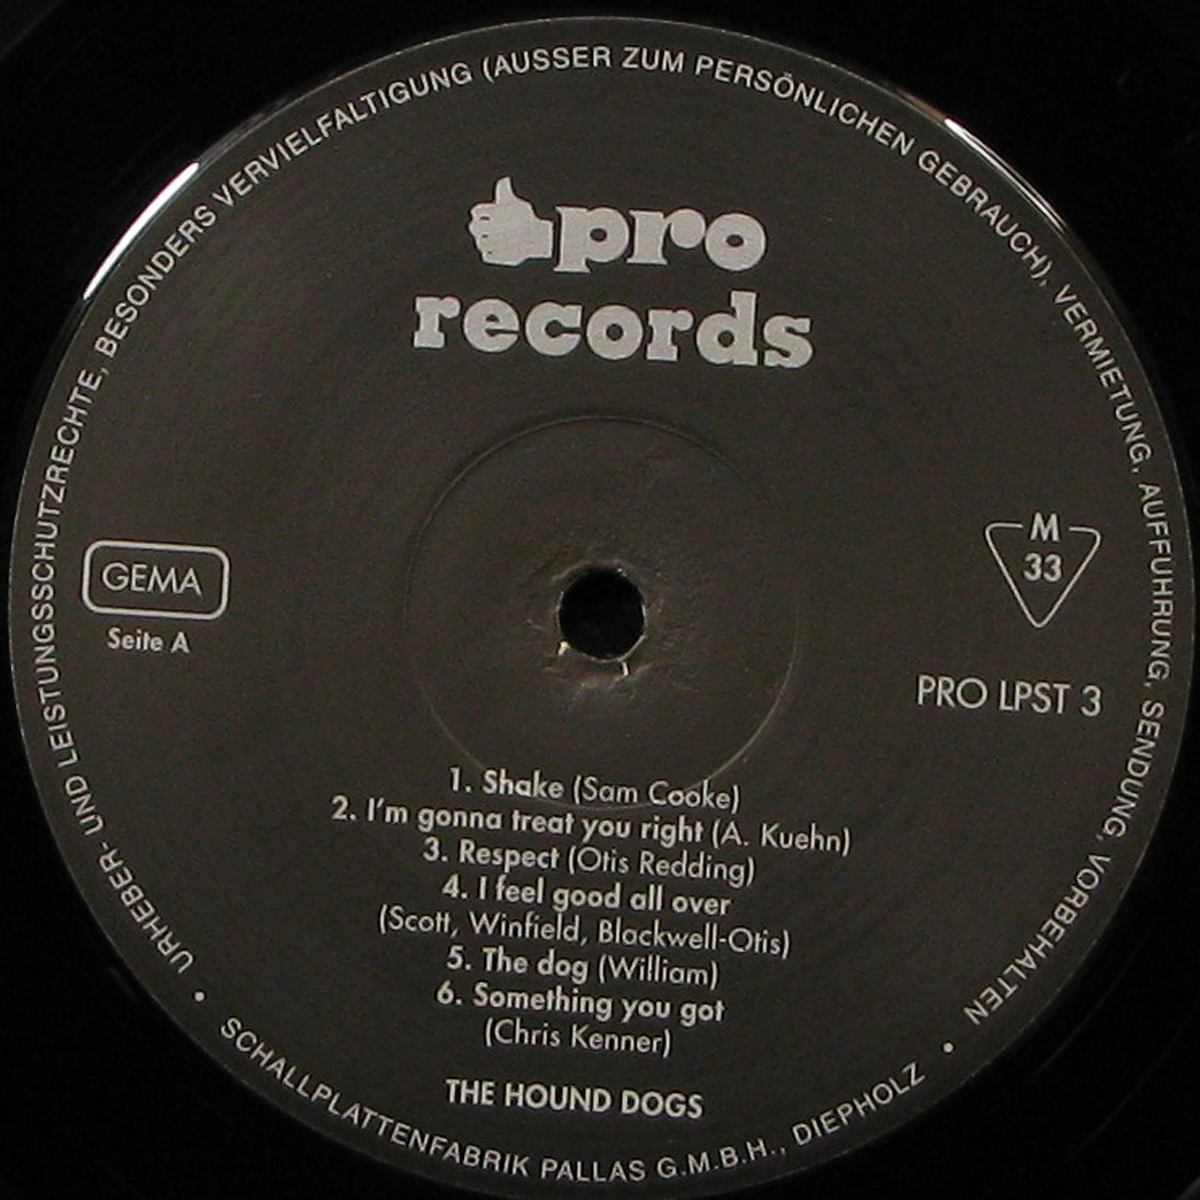 URHEBER- UND LEISTUNGSSCHUTZRECHTE, BESONDERS VERVIELFALTIGUNG (AUSSER ZUM PERSÖNLICHEN GEBRAUCH), VERMIETUNG, AUFFUHRUNG, SENDUNG, VORBEHALTEN •
pro
records
GEMA
Seite A
M
33
PRO LPST 3
1. Shake (Sam Cooke)
2. I'm gonna treat you right (A. Kuehn)
3. Respect (Otis Redding)
4. I feel good all over
(Scott, Winfield, Blackwell-Otis)
5. The dog (William)
6. Something you got
(Chris Kenner)
THE HOUND DOGS
• SCHALLPLATTENFABRIK PALLAS G.M.B.H., DIEPHOLZ